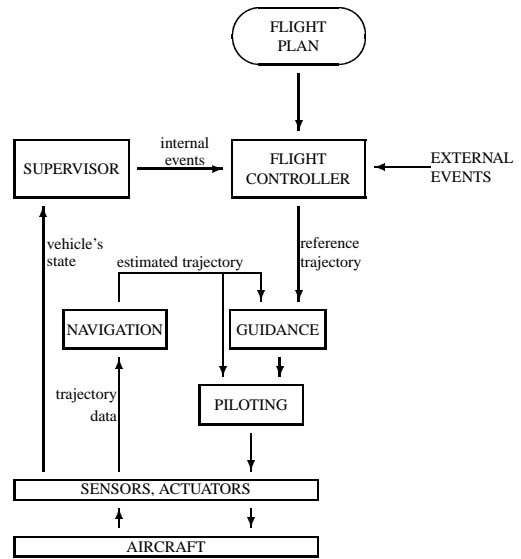 FLIGHT
PLAN
internal
events
SUPERVISOR
FLIGHT
CONTROLLER
EXTERNAL
EVENTS
vehicle's
state
estimated trajectory
reference
trajectory
NAVIGATION
GUIDANCE
trajectory
data
PILOTING
SENSORS, ACTUATORS
AIRCRAFT